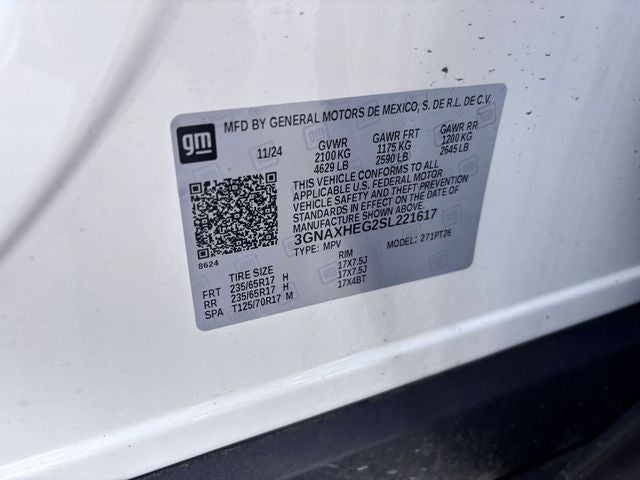 gm
MFD BY GENERAL MOTORS DE MEXICO, S. DE R.L. DE C.V.
11/24 GVWR GAWR FRT GAWR RR
2100 KG 1175 KG 1200 KG
4629 LB 2590 LB 2645 LB
THIS VEHICLE CONFORMS TO ALL
APPLICABLE U.S. FEDERAL MOTOR
VEHICLE SAFETY AND THEFT PREVENTION
STANDARDS IN EFFECT ON THE DATE OF
MANUFACTURE SHOWN ABOVE.
3GNAXHEG2SL221617
TYPE: MPV MODEL: 271PT26
8624
TIRE SIZE RIM
FRT 235/65R17 H 17X7.5J
RR 235/65R17 H 17X7.5J
SPA T125/70R17 M 17X4BT